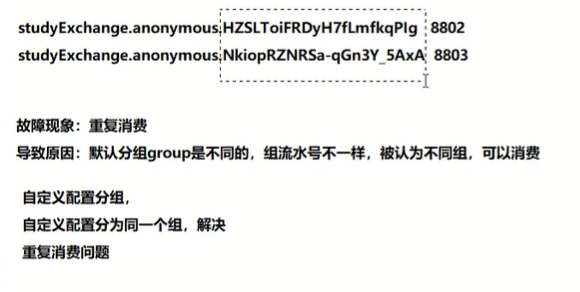 studyExchange.anonymous.HZSLToiFRDyH7fLmfkqPIg 8802
studyExchange.anonymous.NkiopRZNRSa-qGn3Y_5AxA 8803
故障现象：重复消费
导致原因：默认分组group是不同的，组流水号不一样，被认为不同组，可以消费
自定义配置分组，
自定义配置分为同一个组，解决
重复消费问题